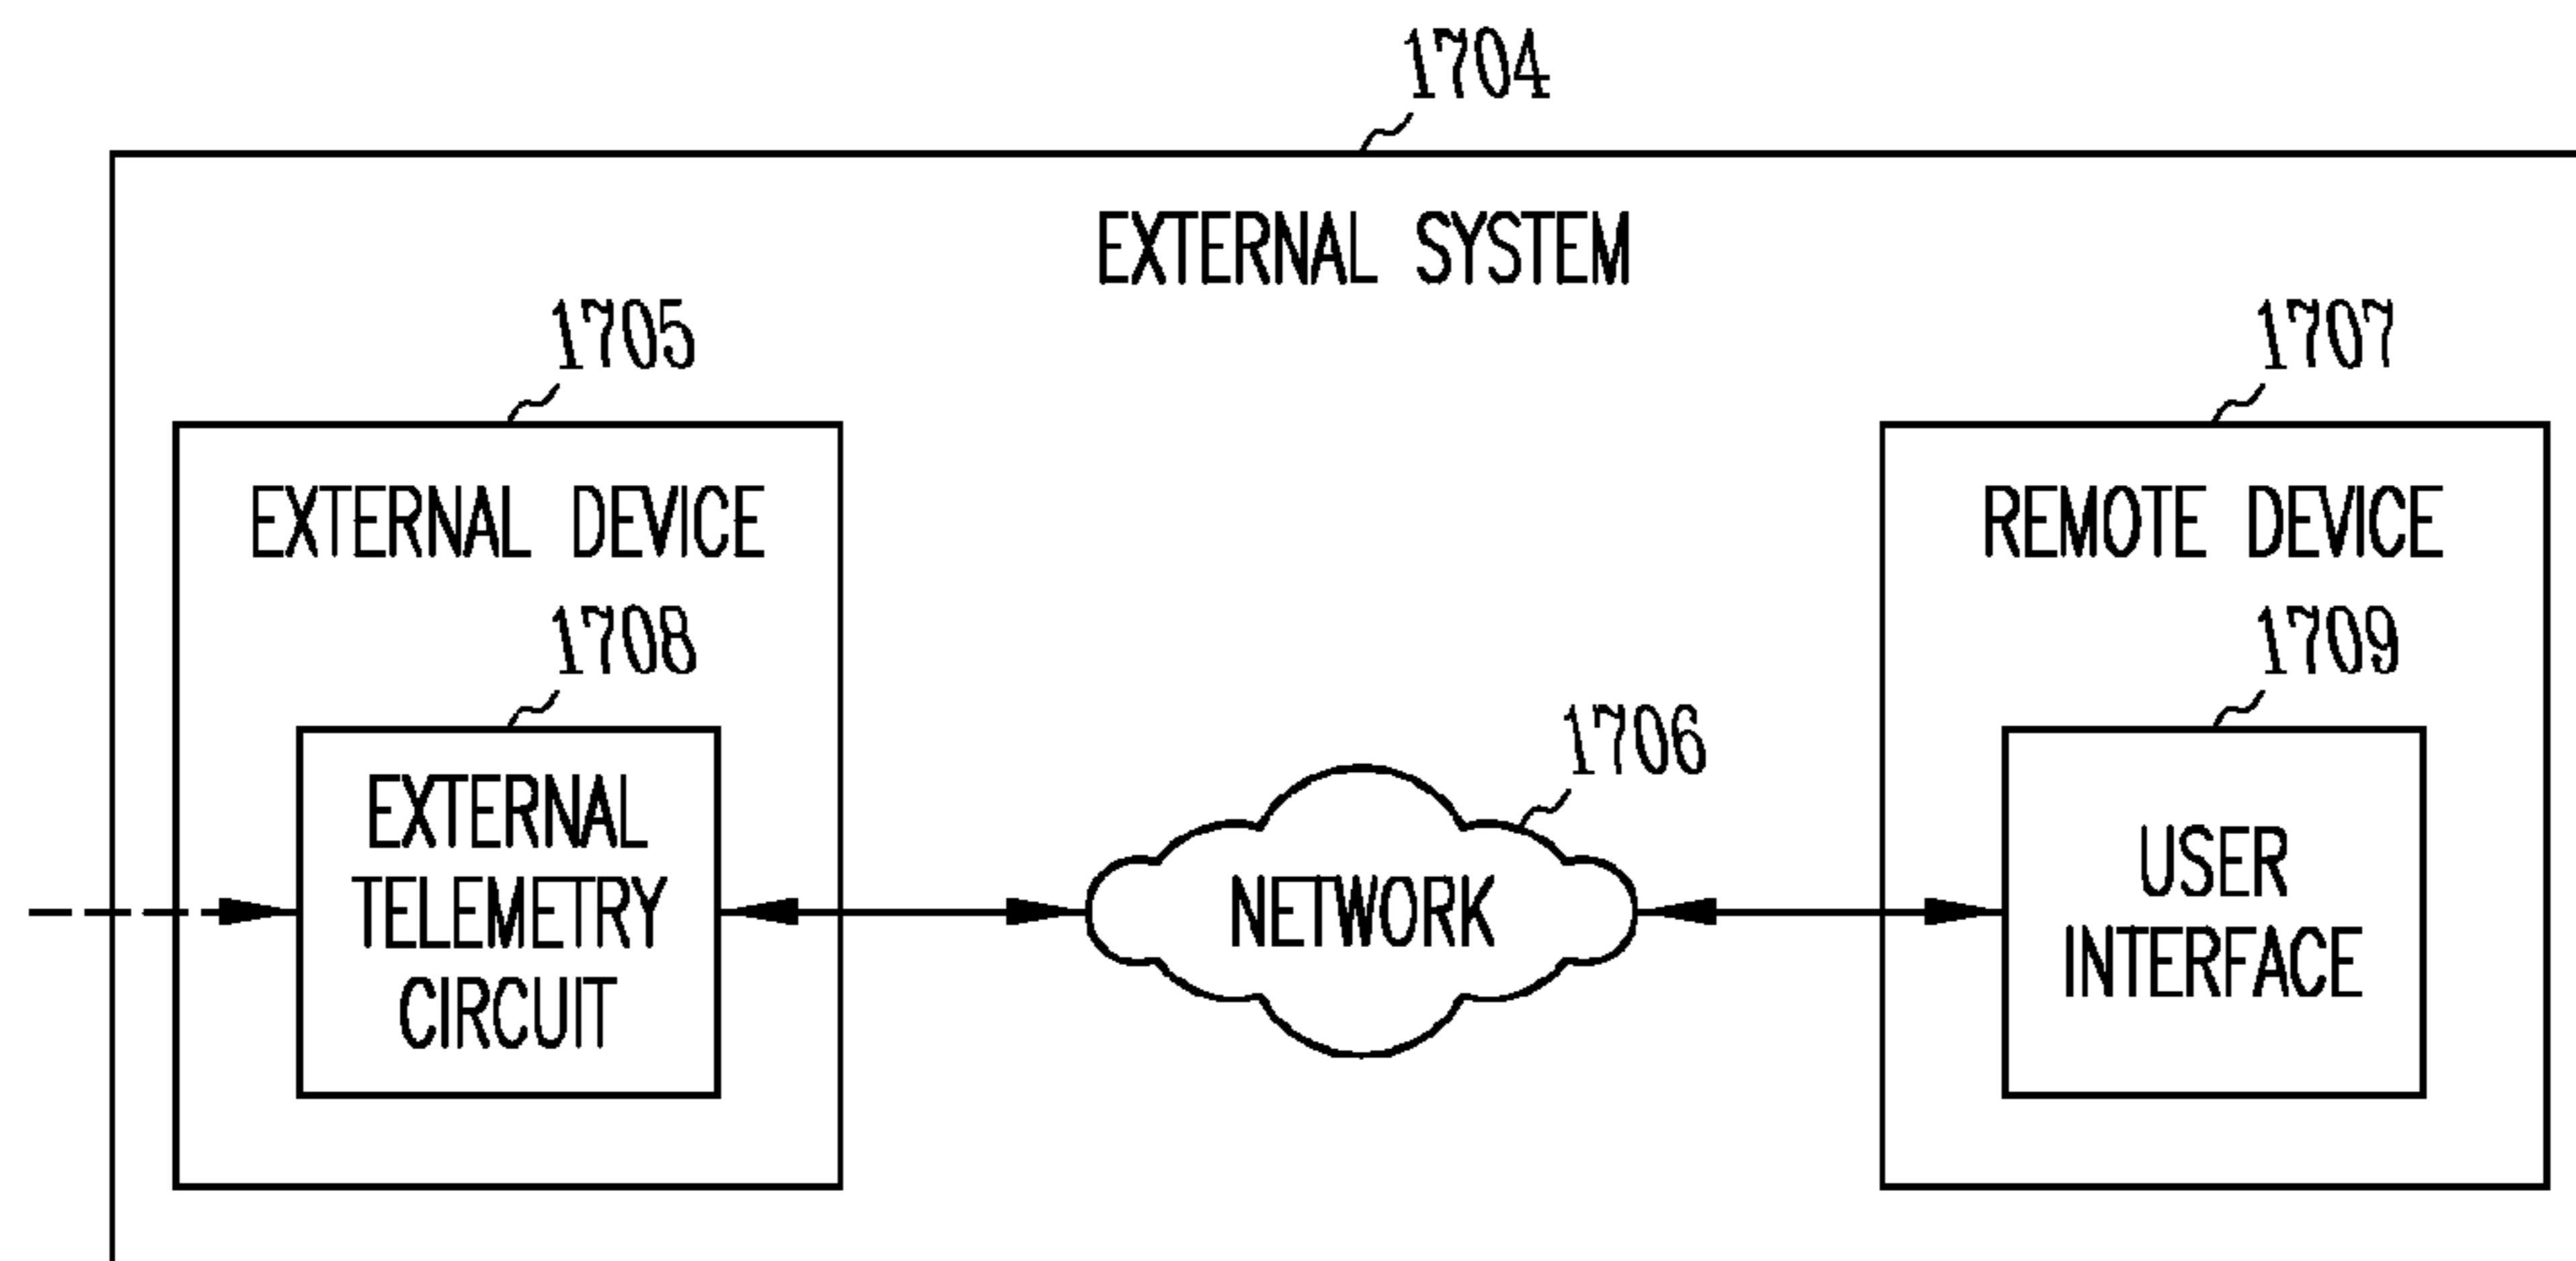 1704
EXTERNAL SYSTEM
1705
EXTERNAL DEVICE
1708
EXTERNAL
TELEMETRY
CIRCUIT
1706
NETWORK
1707
REMOTE DEVICE
1709
USER
INTERFACE